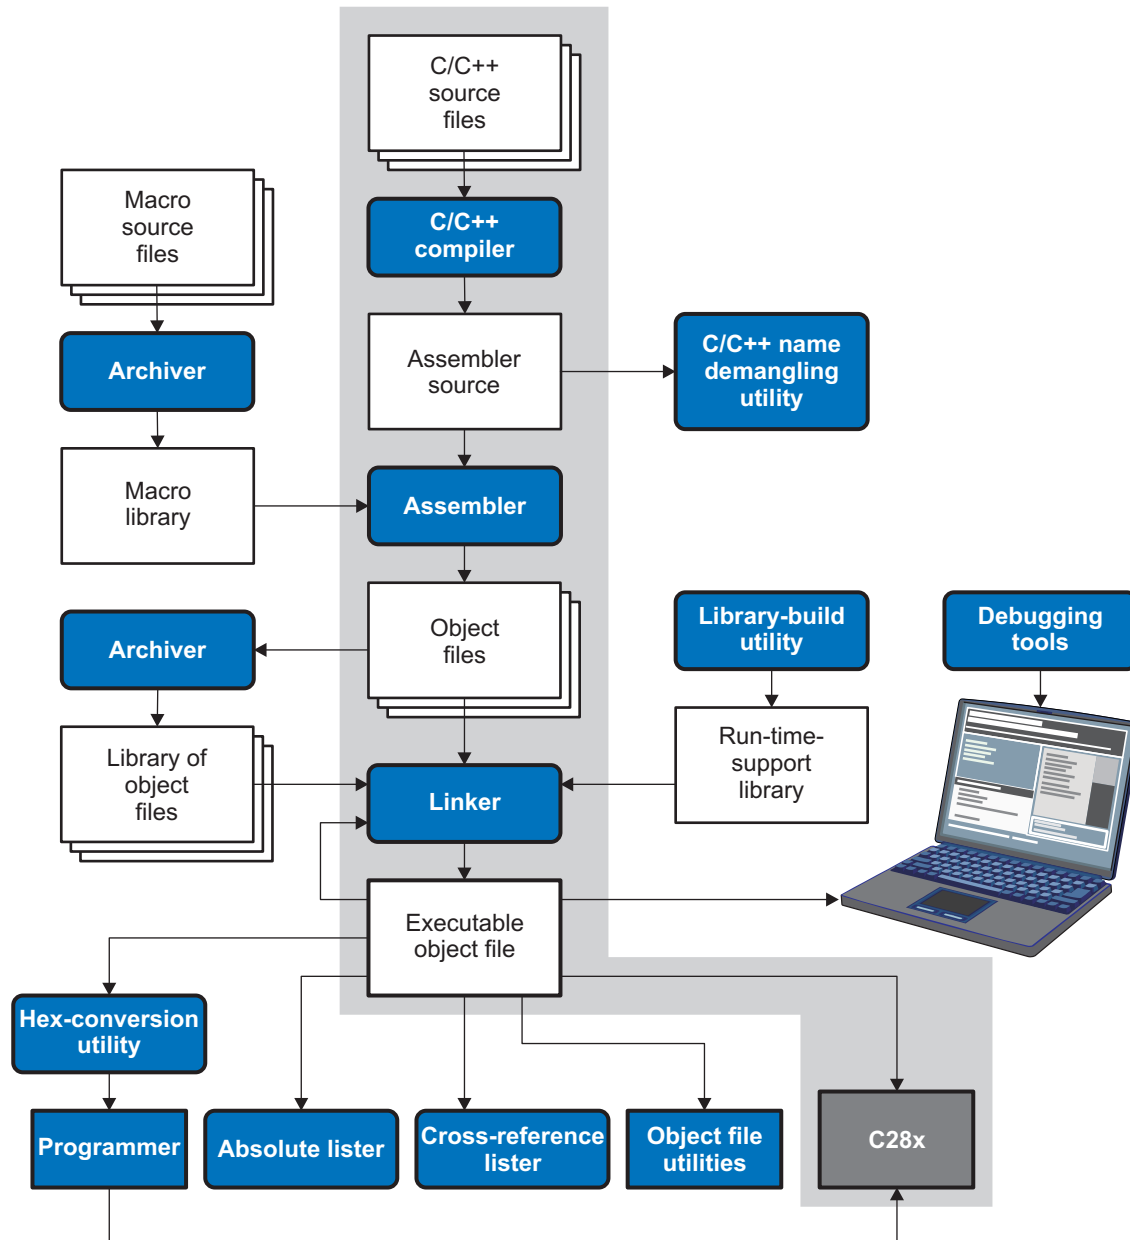 C/C++
source
files
Macro
source
files
C/C++
compiler
Archiver
Assembler
source
C/C++ name
demangling
utility
Macro
library
Assembler
Archiver
Object
files
Library-build
utility
Debugging
tools
Library of
object
files
Linker
Run-time-
support
library
Executable
object file
Hex-conversion
utility
Programmer
Absolute lister
Cross-reference
lister
Object file
utilities
C28x